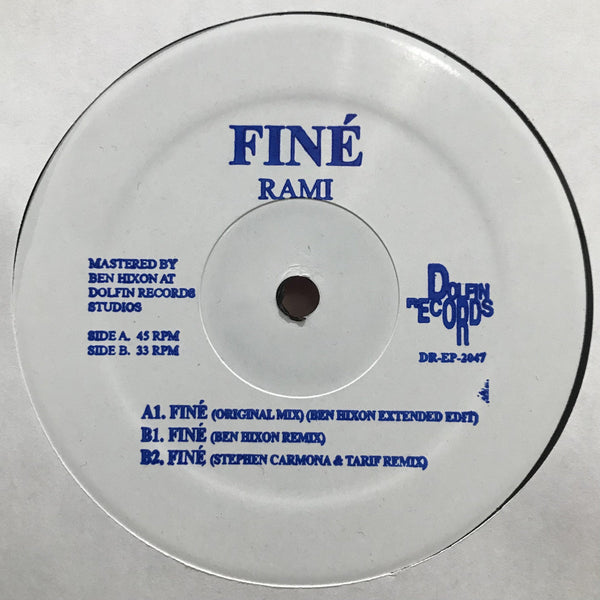 FINÉ
RAMI
MASTERED BY
BEN HIXON AT
DOLFIN RECORDS
STUDIOS
SIDE A. 45 RPM
SIDE B. 33 RPM
DOLFIN
RECORDS
DR-EP-2047
A1. FINÉ (ORIGINAL MIX) (BEN HIXON EXTENDED EDIT)
B1. FINÉ (BEN HIXON REMIX)
B2. FINÉ (STEPHEN CARMONA & TARIF REMIX)